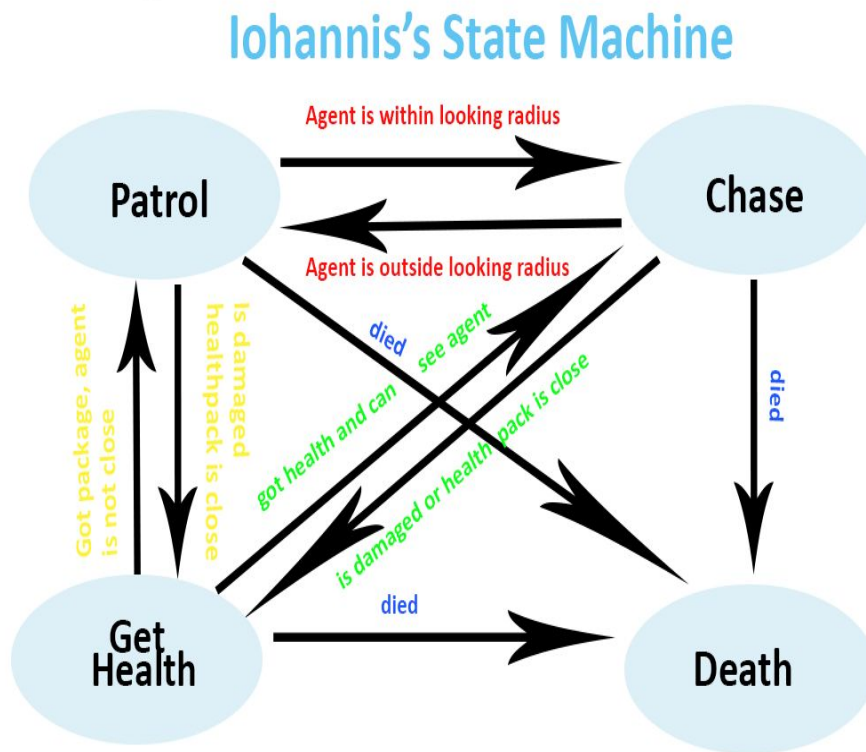 Iohannis's State Machine
Agent is within looking radius
Patrol
Chase
Agent is outside looking radius
died
see agent
got health and can
is damaged or health pack is close
died
Got package, agent
is not close
Is damaged
healthpack is close
died
Get
Health
Death